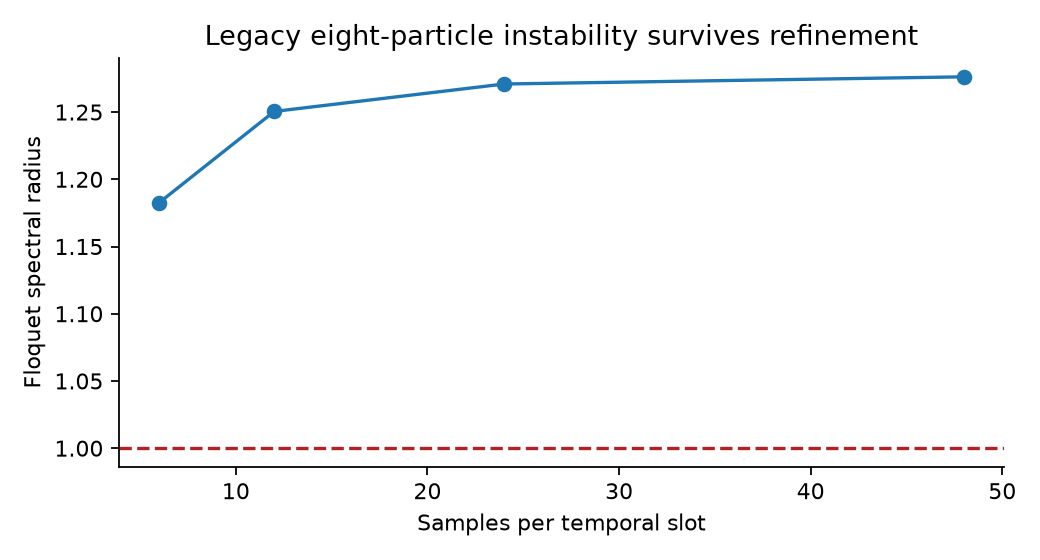 Legacy eight-particle instability survives refinement
Floquet spectral radius
1.25
1.20
1.15
1.10
1.05
1.00
10 20 30 40 50
Samples per temporal slot